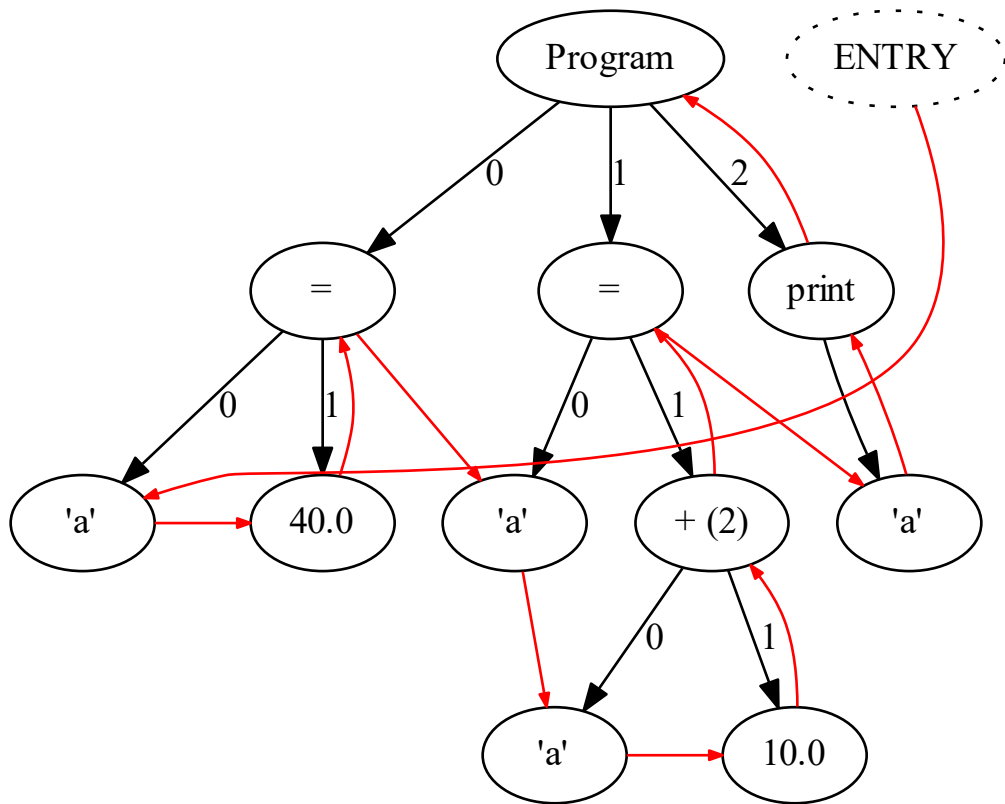 Program
ENTRY
0
1
2
=
=
print
0
1
0
1
'a'
40.0
'a'
+ (2)
'a'
0
1
'a'
10.0